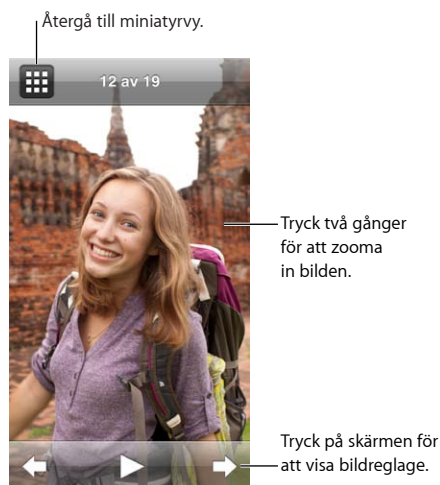 Återgå till miniatyrvy.
12 av 19
Tryck två gånger
för att zooma
in bilden.
Tryck på skärmen för
att visa bildreglage.